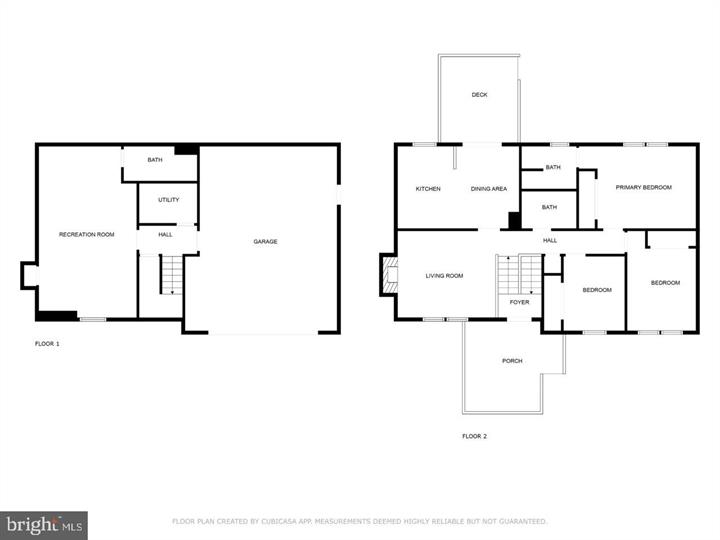 BATH
UTILITY
HALL
RECREATION ROOM
GARAGE
FLOOR 1
DECK
KITCHEN
DINING AREA
BATH
PRIMARY BEDROOM
BATH
HALL
LIVING ROOM
FOYER
BEDROOM
BEDROOM
PORCH
FLOOR 2
bright MLS
FLOOR PLAN CREATED BY CUBICASA APP. MEASUREMENTS DEEMED HIGHLY RELIABLE BUT NOT GUARANTEED.